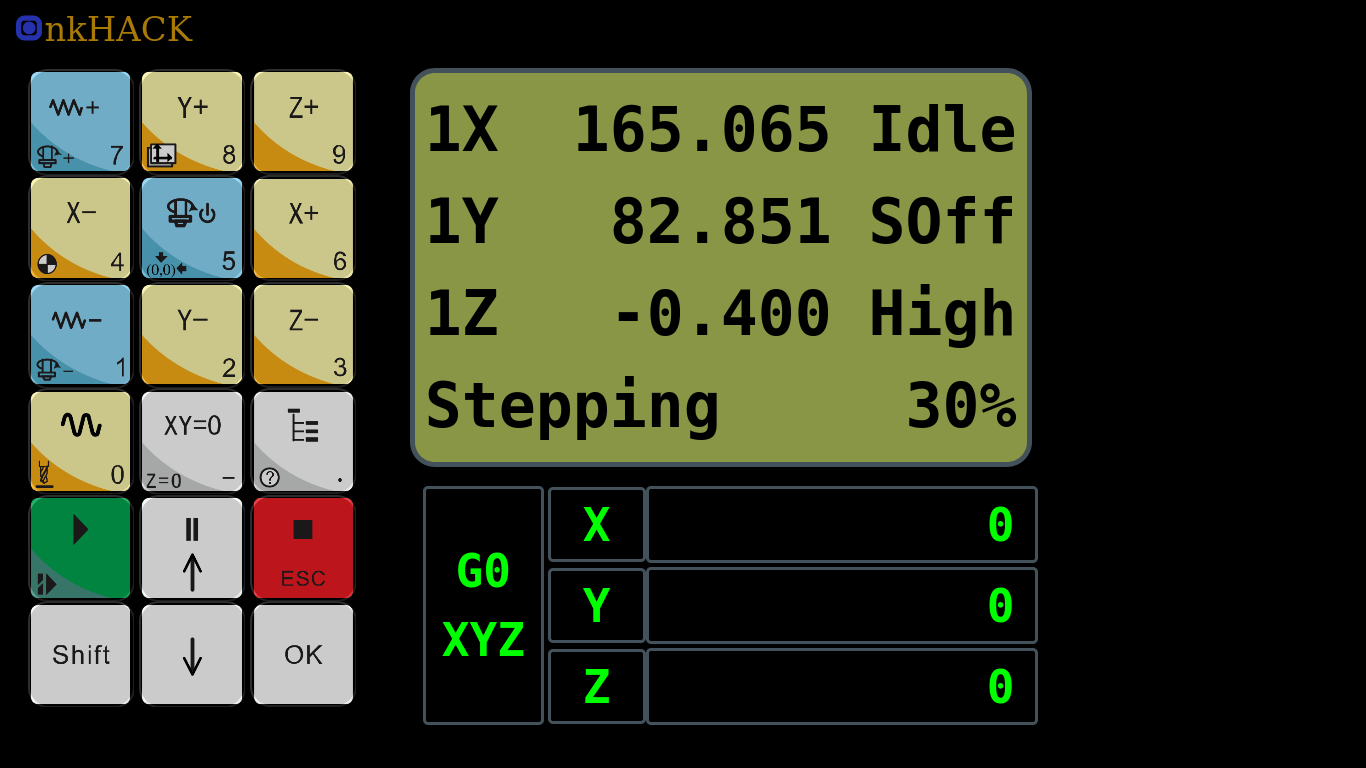 nkHACK
+ Y+ Z+
+ 7 8 9
X− X+
4 (0,0) 5 6
− Y− Z−
− 1 2 3
XY=0
0 Z=0 − ? .
ESC
Shift OK
1X 165.065 Idle
1Y 82.851 SOff
1Z -0.400 High
Stepping 30%
G0 XYZ
X 0
Y 0
Z 0